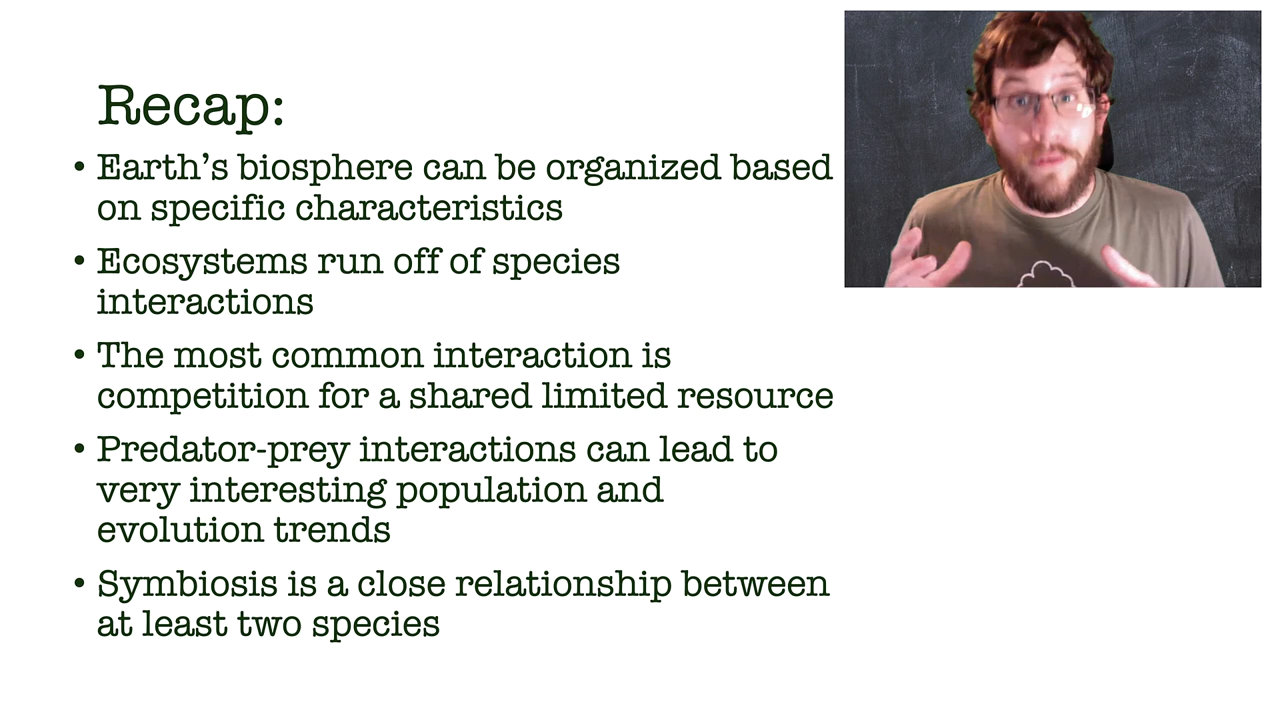 Recap:
• Earth’s biosphere can be organized based
on specific characteristics
• Ecosystems run off of species
interactions
• The most common interaction is
competition for a shared limited resource
• Predator-prey interactions can lead to
very interesting population and
evolution trends
• Symbiosis is a close relationship between
at least two species